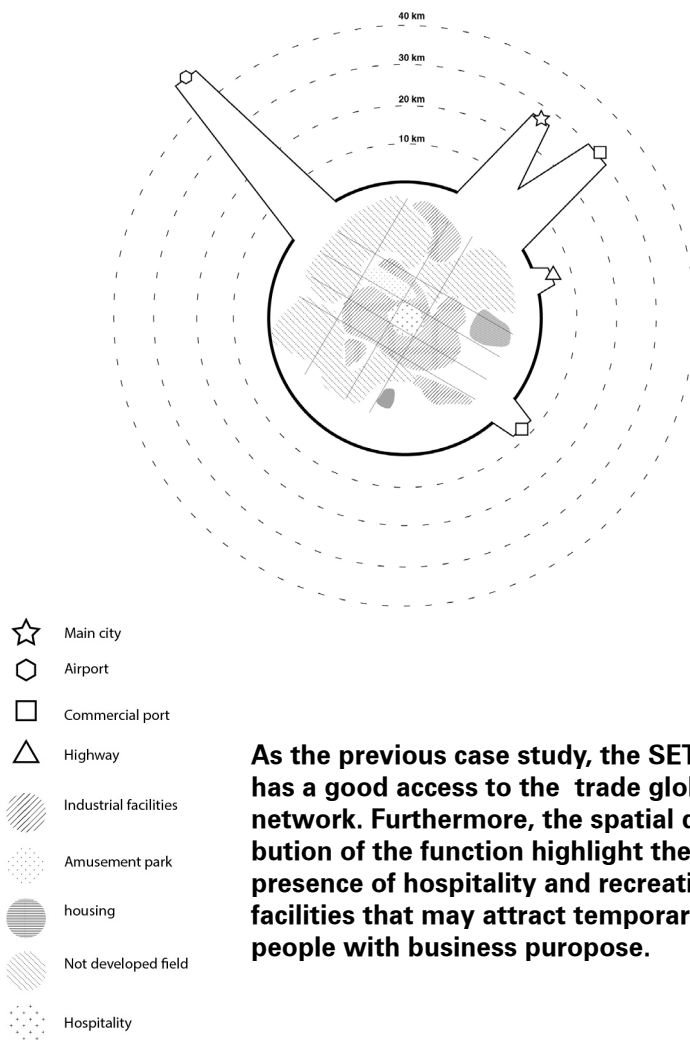 40 km
30 km
20 km
10 km
Main city
Airport
Commercial port
Highway
Industrial facilities
Amusement park
housing
Not developed field
Hospitality
As the previous case study, the SET
has a good access to the trade glo
network. Furthermore, the spatial
bution of the function highlight the
presence of hospitality and recreati
facilities that may attract temporar
people with business puropose.